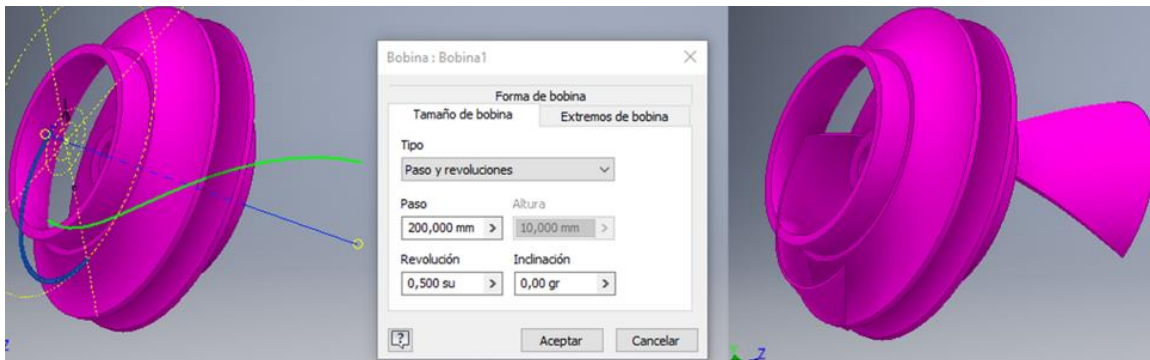 Bobina : Bobina1
Forma de bobina
Tamaño de bobina Extremos de bobina
Tipo
Paso y revoluciones
Paso Altura
200,000 mm > 10,000 mm >
Revolución Inclinación
0,500 su > 0,00 gr >
? Aceptar Cancelar
Z
Z